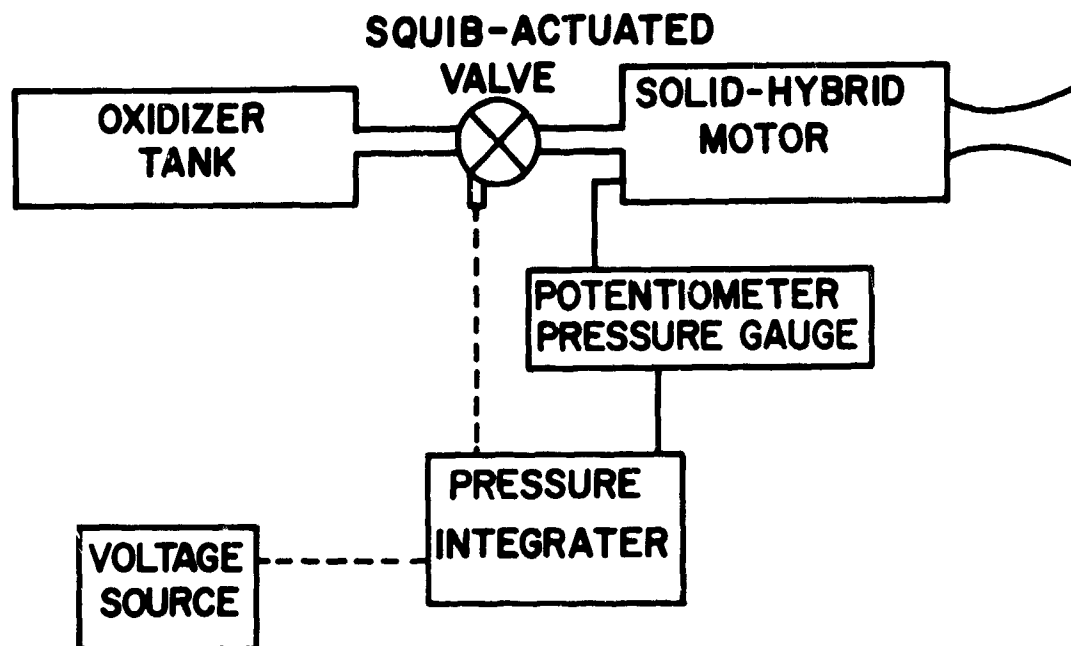 SQUIB-ACTUATED
VALVE
OXIDIZER
TANK
SOLID-HYBRID
MOTOR
POTENTIOMETER
PRESSURE GAUGE
PRESSURE
INTEGRATER
VOLTAGE
SOURCE